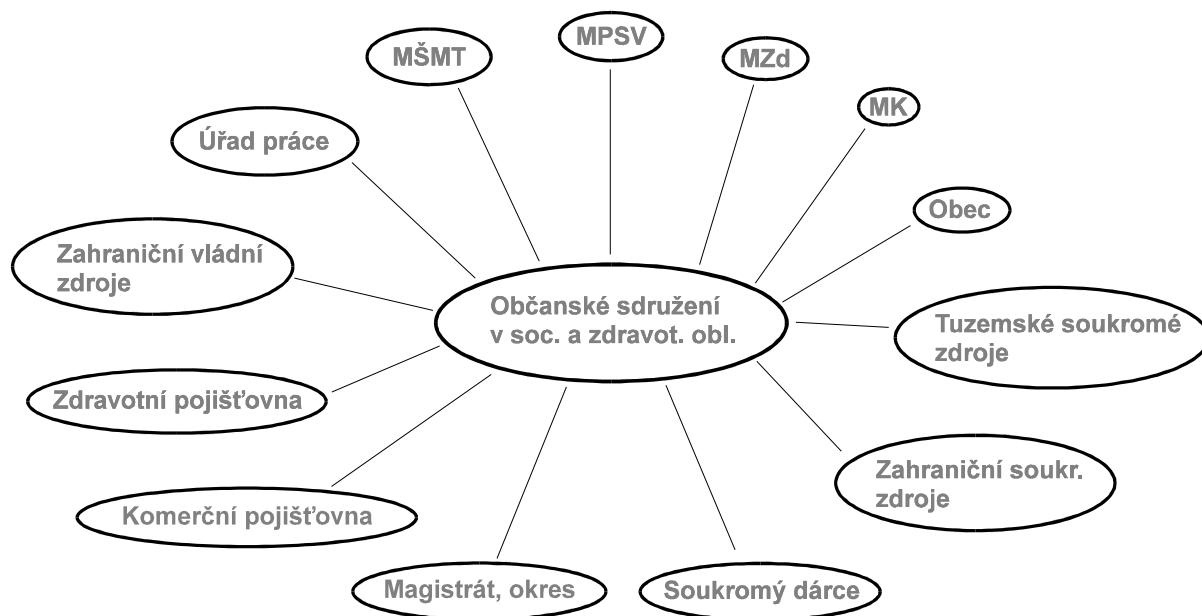 MPSV
MŠMT
MZd
MK
Úřad práce
Obec
Zahraniční vládní
zdroje
Občanské sdružení
v soc. a zdravot. obl.
Tuzemské soukromé
zdroje
Zdravotní pojišťovna
Zahraniční soukr.
zdroje
Komerční pojišťovna
Magistrát, okres
Soukromý dárce